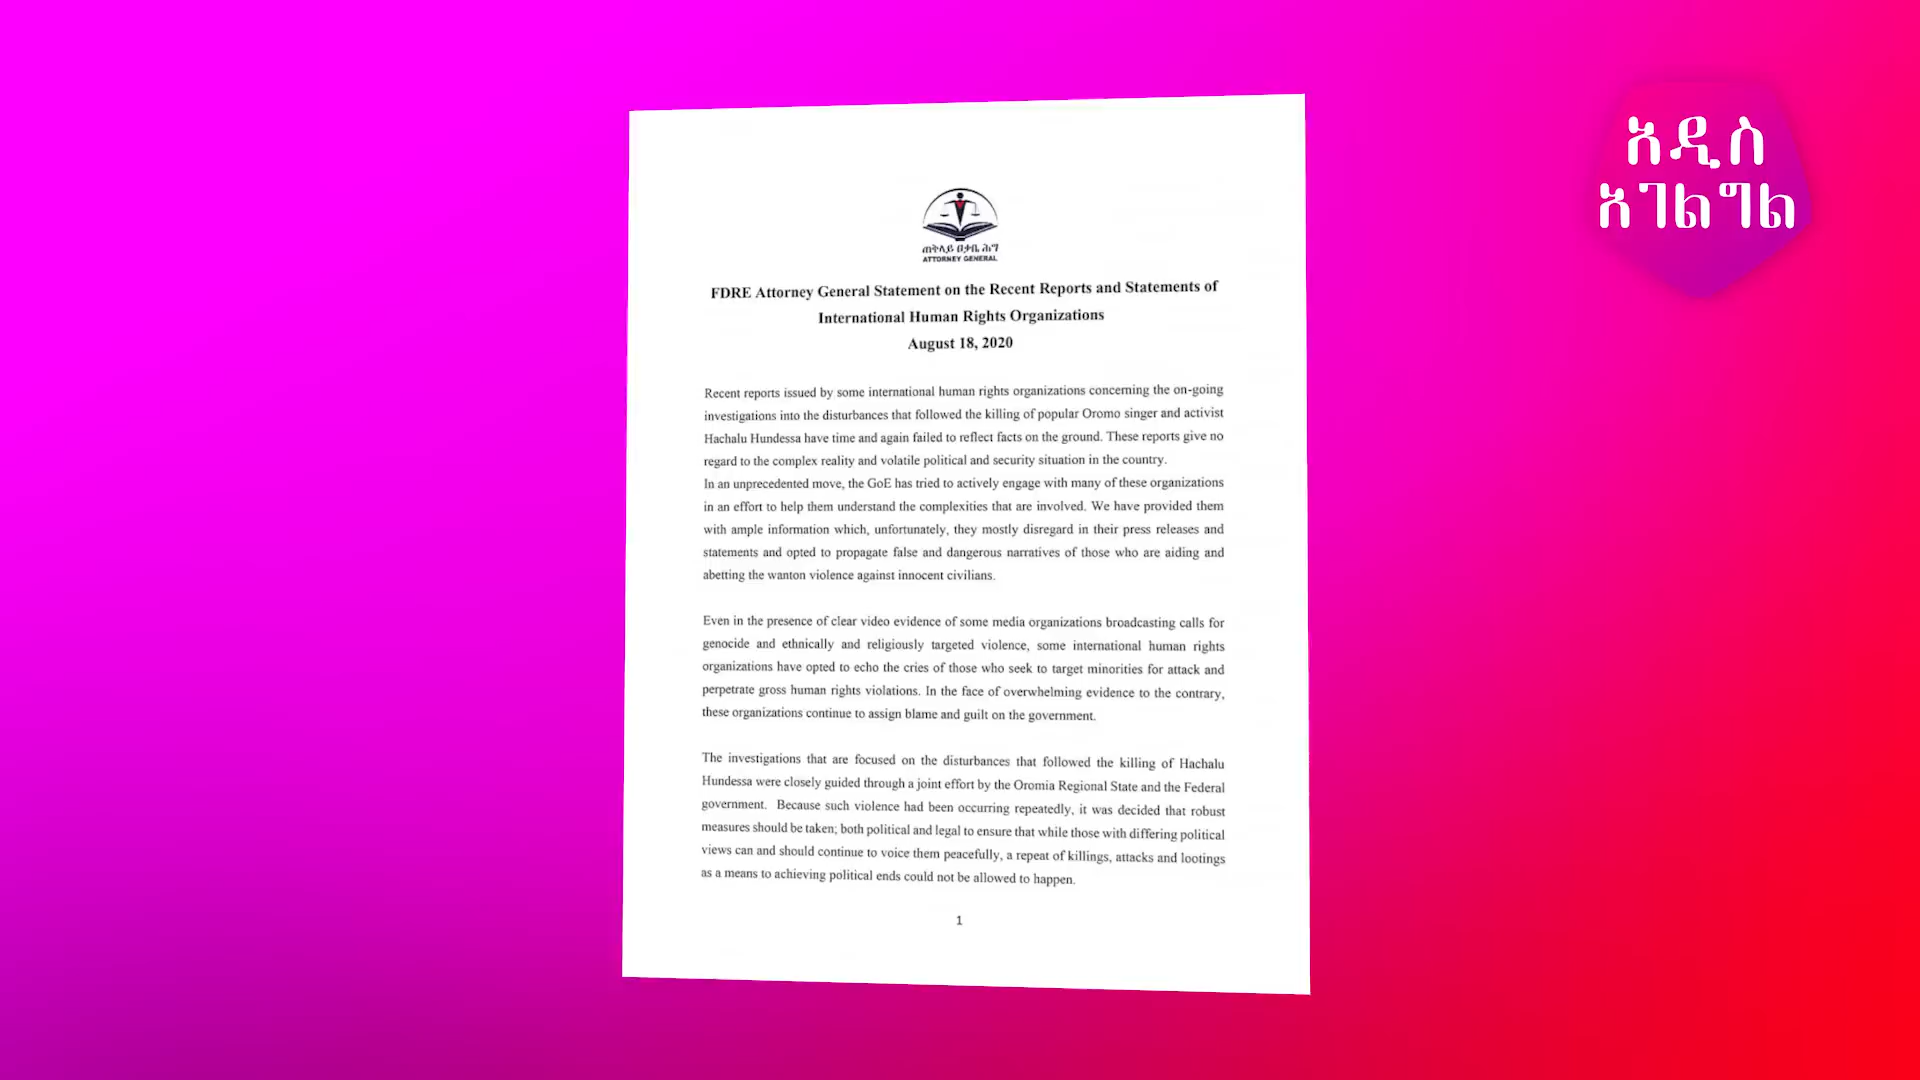 አዲስ
አገልግል
ጠቅላይ ዐቃቤ ሕግ
ATTORNEY GENERAL
FDRE Attorney General Statement on the Recent Reports and Statements of
International Human Rights Organizations
August 18, 2020
Recent reports issued by some international human rights organizations concerning the on-going
investigations into the disturbances that followed the killing of popular Oromo singer and activist
Hachalu Hundessa have time and again failed to reflect facts on the ground. These reports give no
regard to the complex reality and volatile political and security situation in the country.
In an unprecedented move, the GoE has tried to actively engage with many of these organizations
in an effort to help them understand the complexities that are involved. We have provided them
with ample information which, unfortunately, they mostly disregard in their press releases and
statements and opted to propagate false and dangerous narratives of those who are aiding and
abetting the wanton violence against innocent civilians.
Even in the presence of clear video evidence of some media organizations broadcasting calls for
genocide and ethnically and religiously targeted violence, some international human rights
organizations have opted to echo the cries of those who seek to target minorities for attack and
perpetrate gross human rights violations. In the face of overwhelming evidence to the contrary,
these organizations continue to assign blame and guilt on the government.
The investigations that are focused on the disturbances that followed the killing of Hachalu
Hundessa were closely guided through a joint effort by the Oromia Regional State and the Federal
government. Because such violence had been occurring repeatedly, it was decided that robust
measures should be taken; both political and legal to ensure that while those with differing political
views can and should continue to voice them peacefully, a repeat of killings, attacks and lootings
as a means to achieving political ends could not be allowed to happen.
1